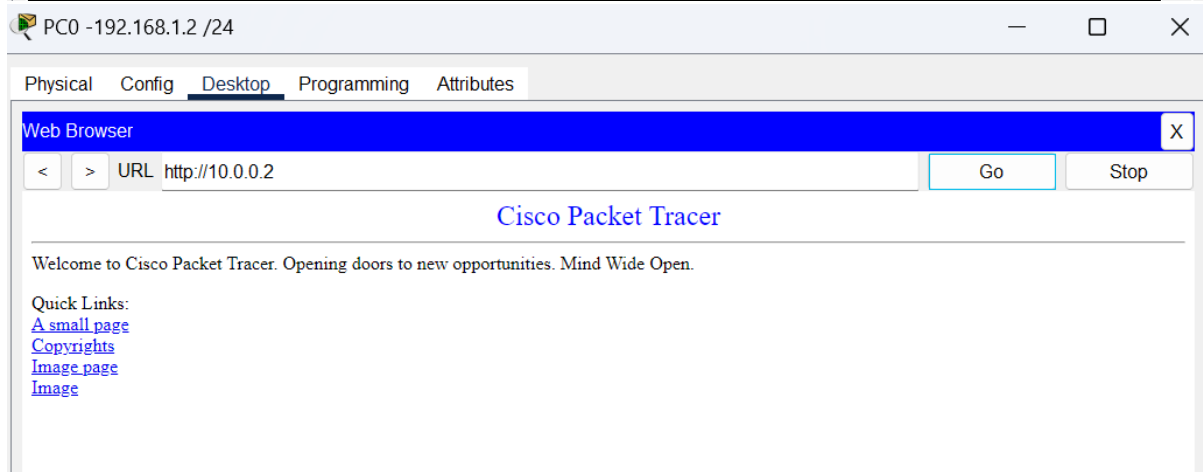 PC0 -192.168.1.2 /24
Physical Config Desktop Programming Attributes
Web Browser X
< > URL http://10.0.0.2 Go Stop
Cisco Packet Tracer
Welcome to Cisco Packet Tracer. Opening doors to new opportunities. Mind Wide Open.
Quick Links:
A small page
Copyrights
Image page
Image